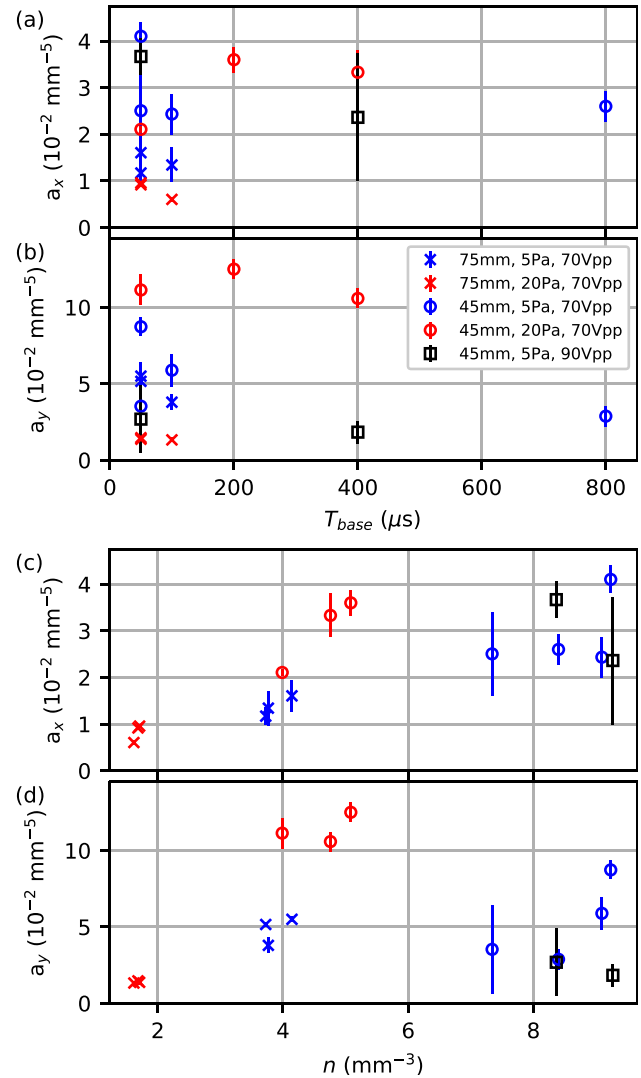 (a)
4
3
2
1
0
aₓ (10⁻² mm⁻⁵)
(b)
10
5
0
a_y (10⁻² mm⁻⁵)
75mm, 5Pa, 70Vpp
75mm, 20Pa, 70Vpp
45mm, 5Pa, 70Vpp
45mm, 20Pa, 70Vpp
45mm, 5Pa, 90Vpp
0 200 400 600 800
T_base (μs)
(c)
4
3
2
1
0
aₓ (10⁻² mm⁻⁵)
(d)
10
5
0
a_y (10⁻² mm⁻⁵)
2 4 6 8
n (mm⁻³)